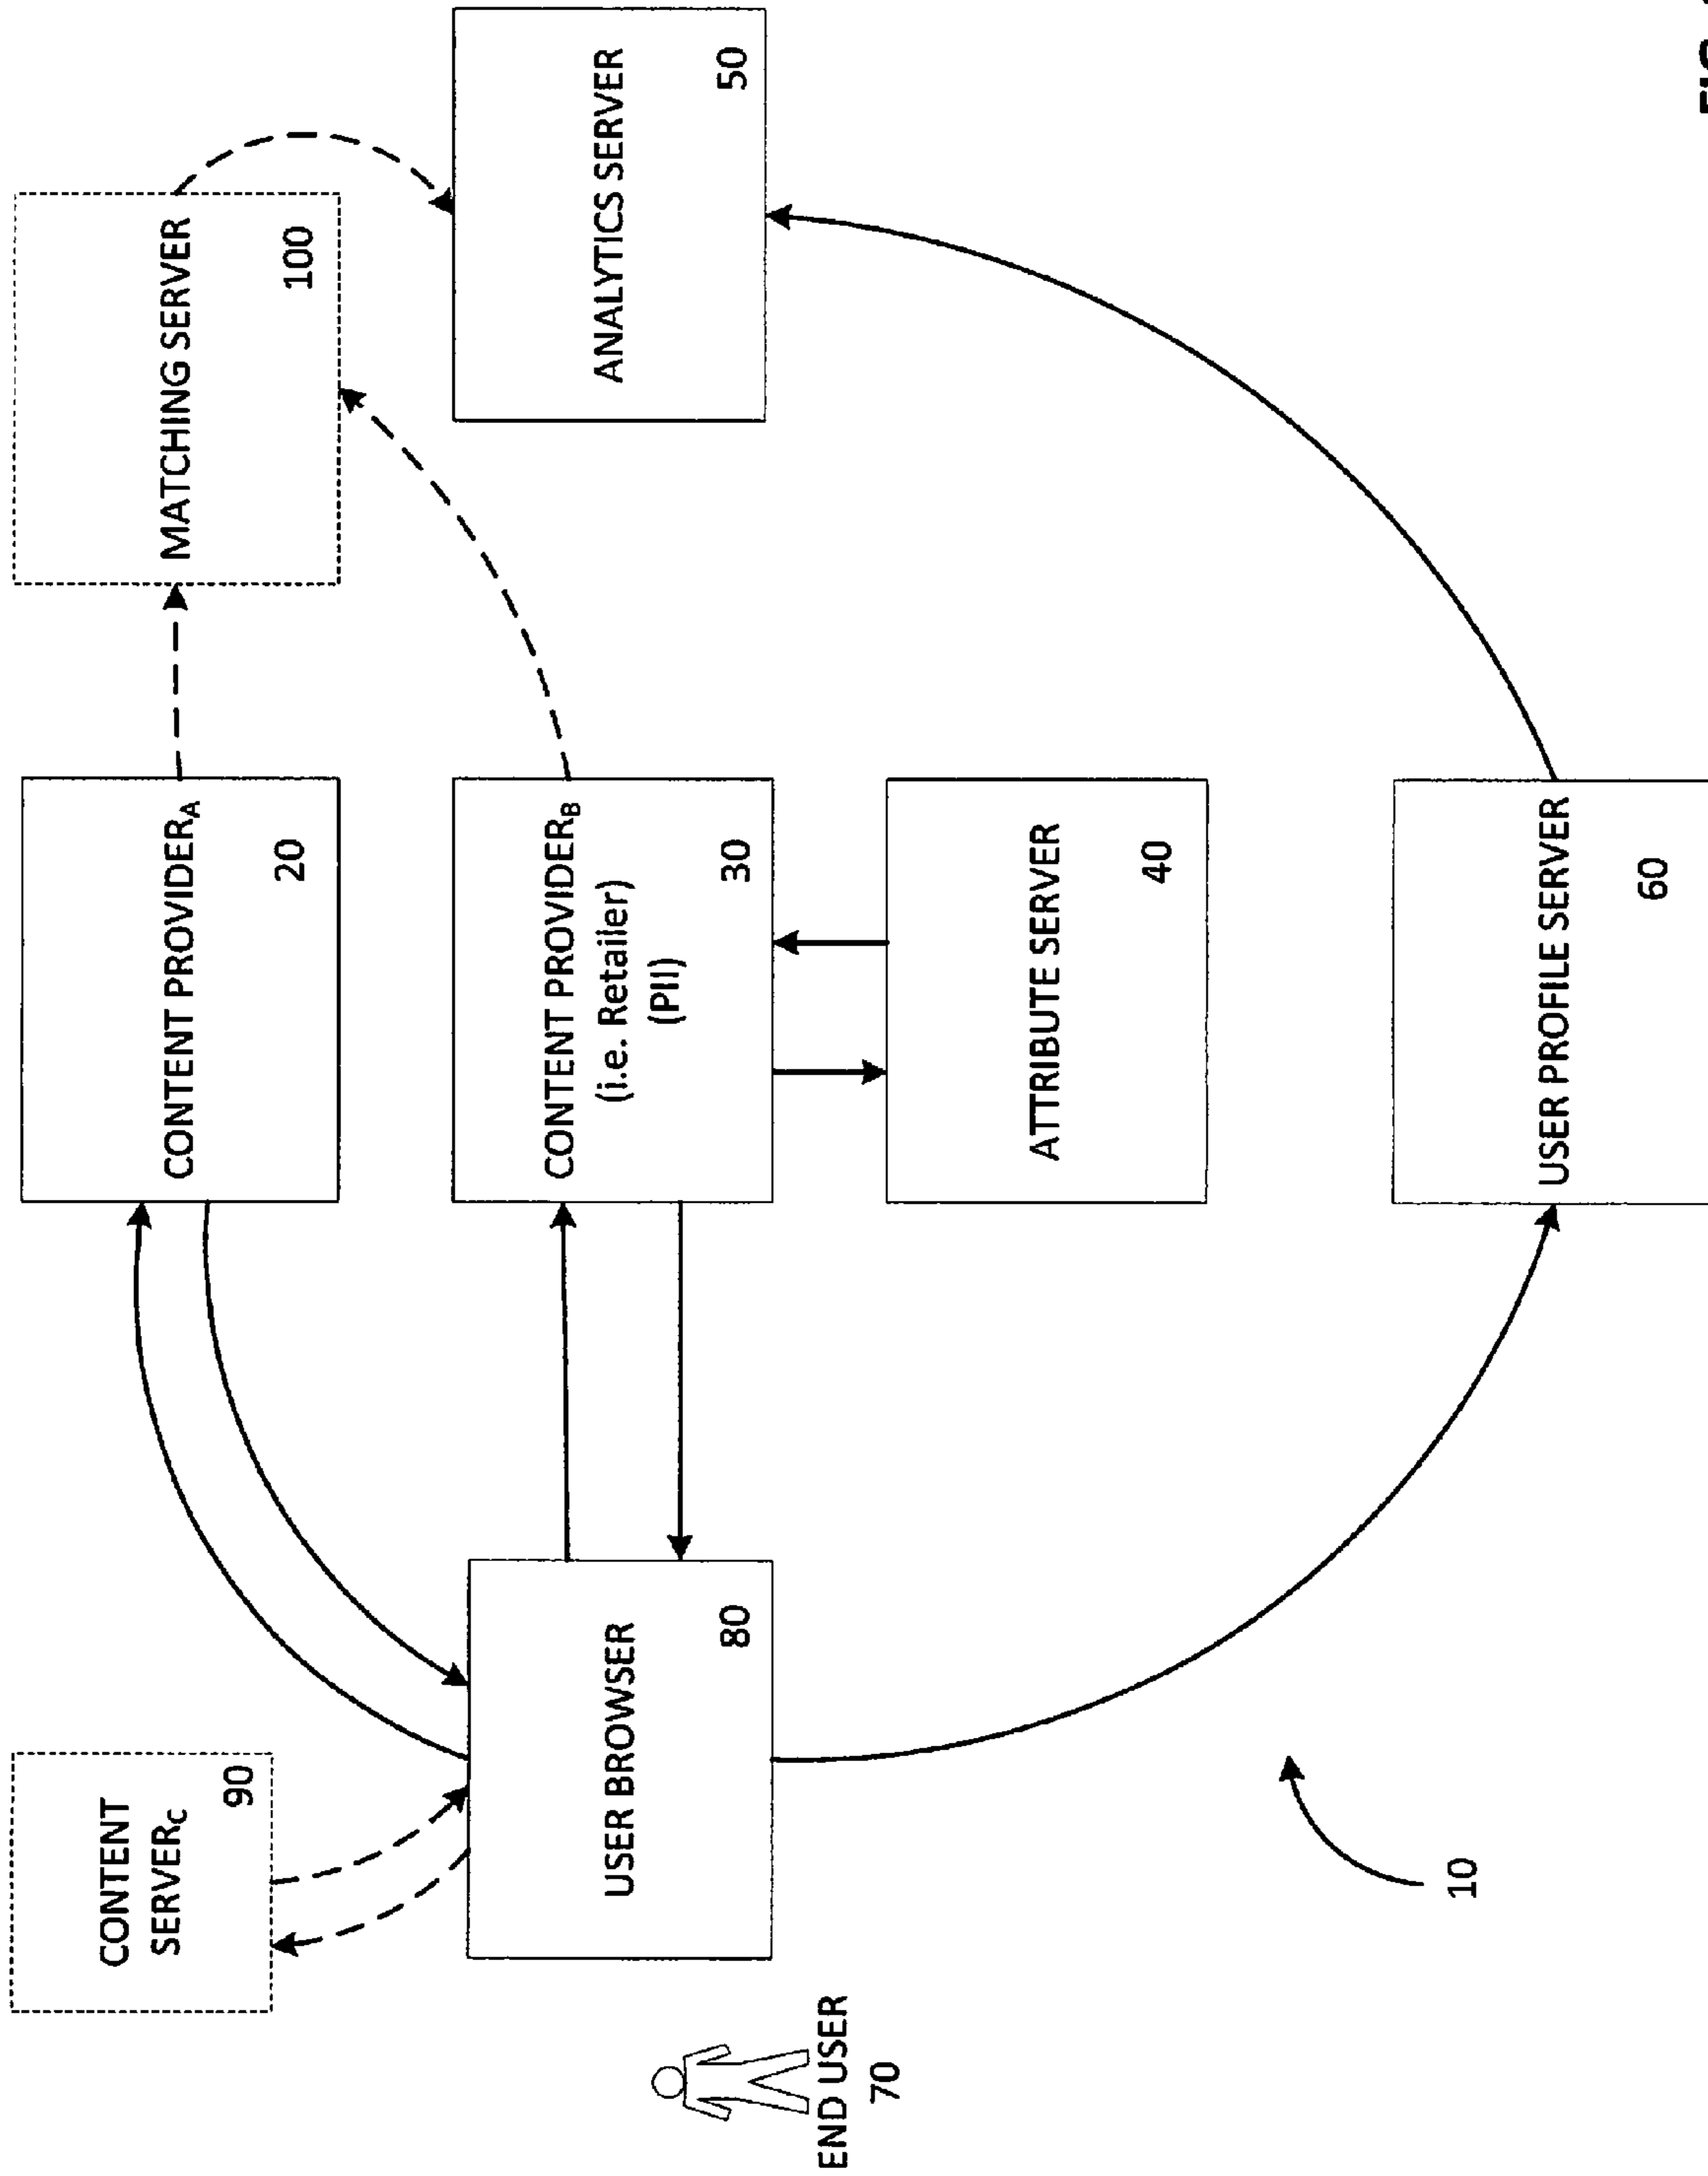 CONTENT
SERVERC
90
CONTENT PROVIDERA
20
MATCHING SERVER
100
END USER
70
USER BROWSER
80
CONTENT PROVIDERB
(i.e. Retailer)
(PII)
30
ANALYTICS SERVER
50
ATTRIBUTE SERVER
40
10
USER PROFILE SERVER
60
FIG.